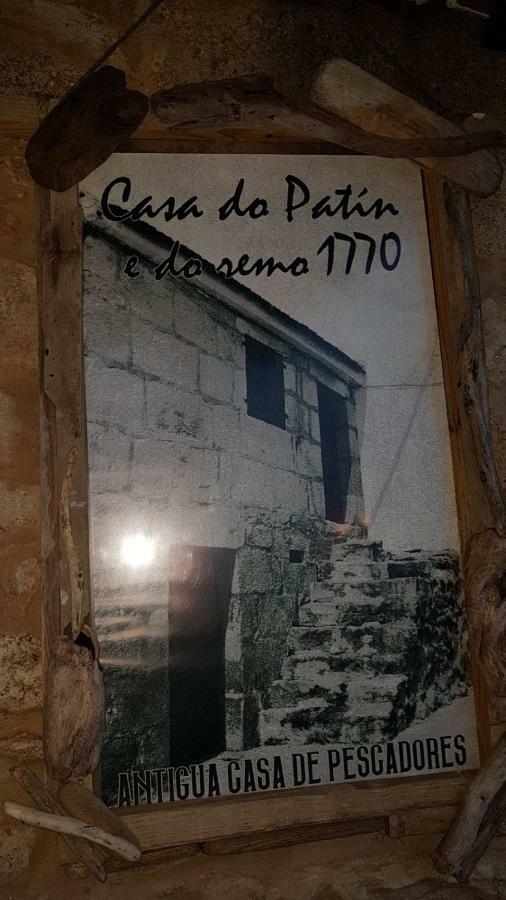 Casa do Patín
e do remo 1770
ANTIGUA CASA DE PESCADORES